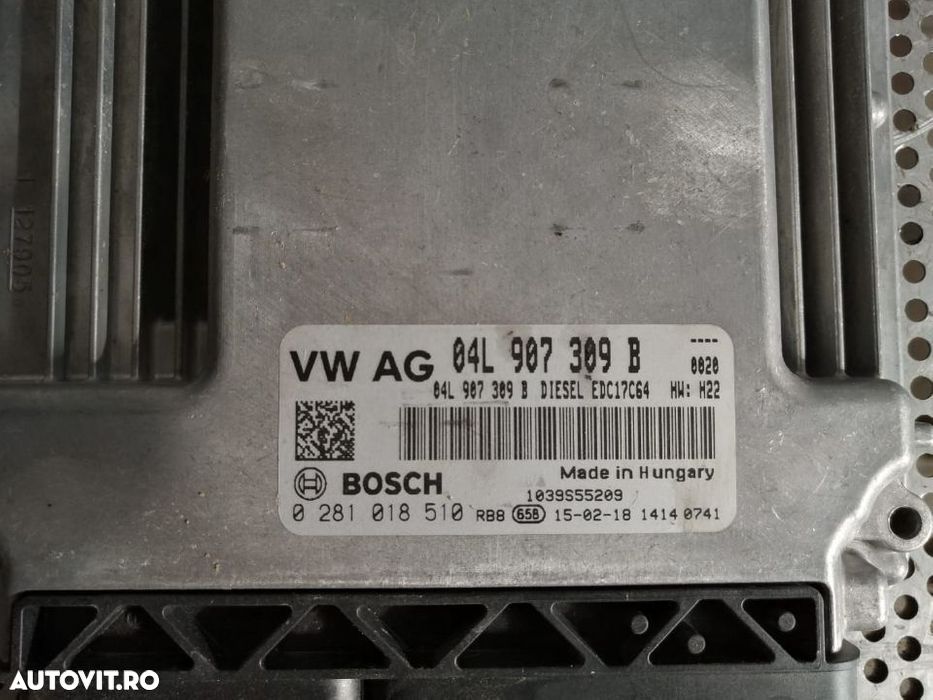 127905
VW AG 04L 907 309 B ----
0020
04L 907 309 B DIESEL EDC17C64 HW: H22
Made in Hungary
BOSCH 1039S55209
0 281 018 510 RB8 658 15-02-18 1414 0741
AUTOVIT.RO